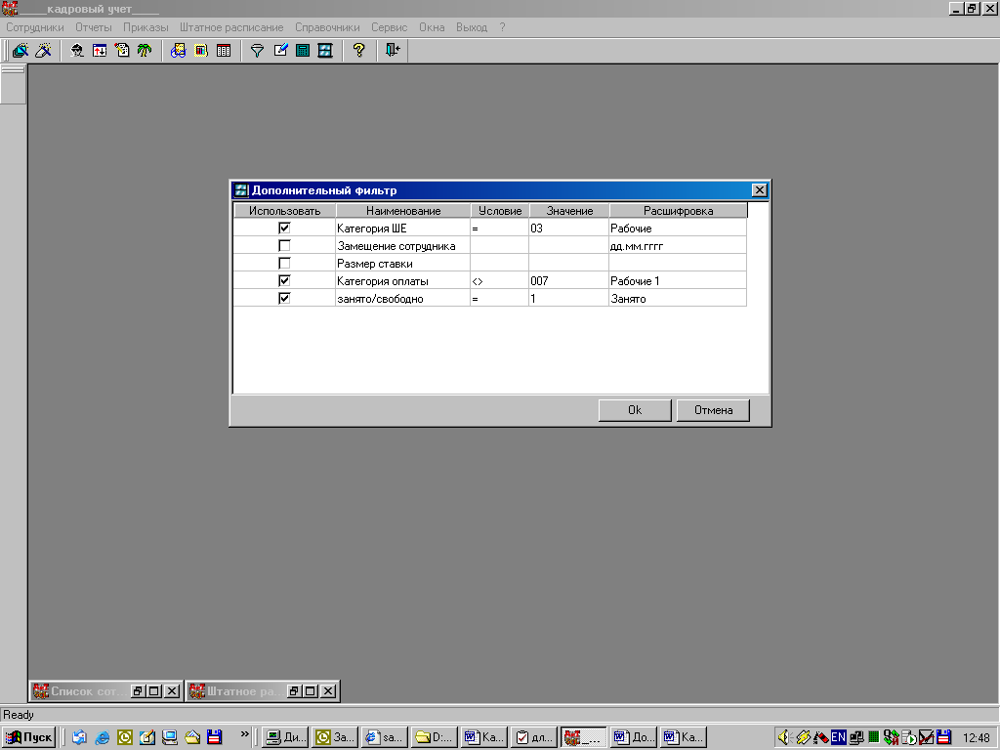 ____кадровый учет____
Сотрудники Отчеты Приказы Штатное расписание Справочники Сервис Окна Выход ?
Дополнительный фильтр
Использовать Наименование Условие Значение Расшифровка
Категория ШЕ = 03 Рабочие
Замещение сотрудника дд.мм.гггг
Размер ставки
Категория оплаты <> 007 Рабочие 1
занято/свободно = 1 Занято
Ok Отмена
Список сот... Штатное ра...
Ready
Пуск » Ди... За... sa... D:... Ка... дл... _... До... Ка... EN 12:48